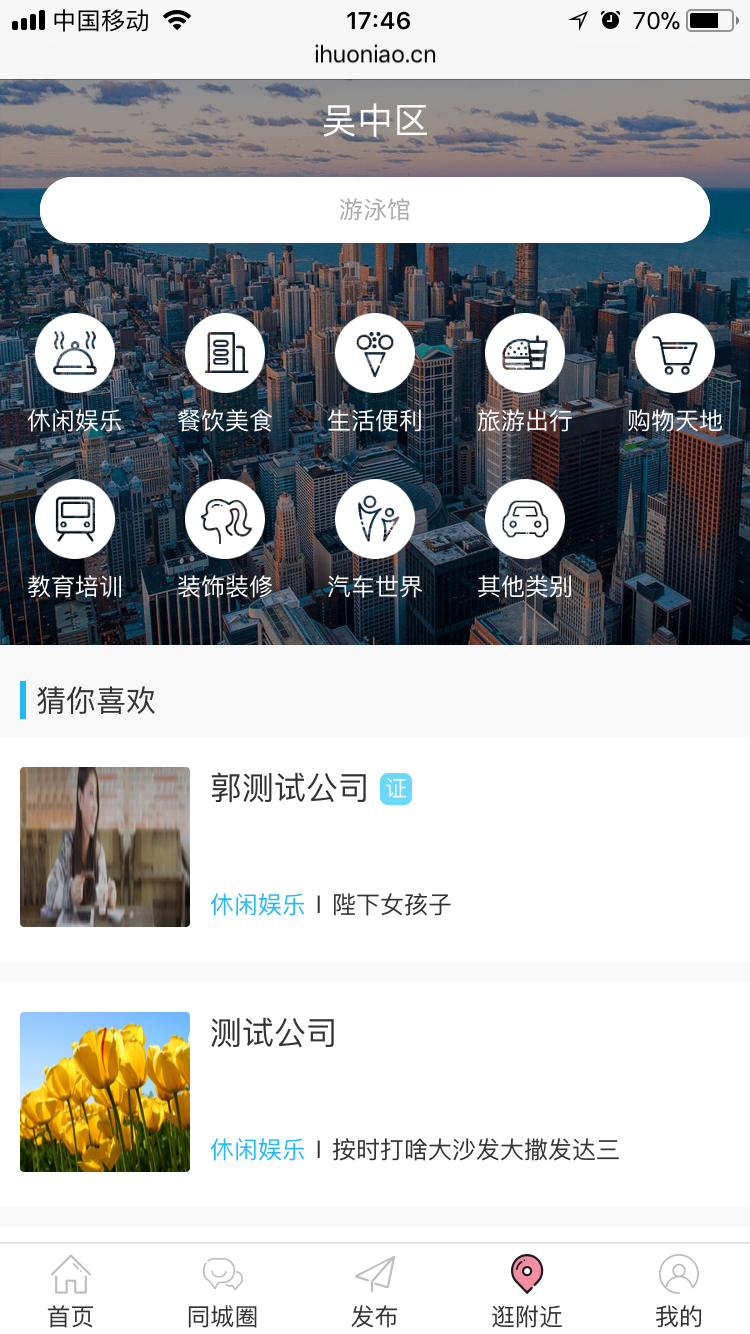 中国移动 17:46 70%
ihuoniao.cn
吴中区
游泳馆
休闲娱乐 餐饮美食 生活便利 旅游出行 购物天地
教育培训 装饰装修 汽车世界 其他类别
猜你喜欢
郭测试公司 证
休闲娱乐 | 陛下女孩子
测试公司
休闲娱乐 | 按时打啥大沙发大撒发达三
首页 同城圈 发布 逛附近 我的